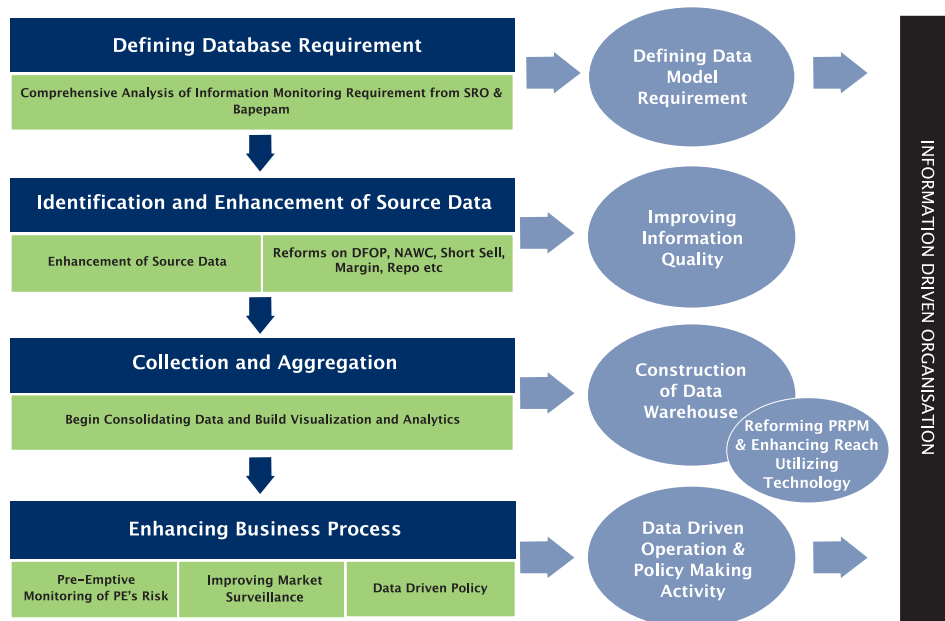 Defining Database Requirement
Comprehensive Analysis of Information Monitoring Requirement from SRO &
Bapepam
Defining Data
Model
Requirement
Identification and Enhancement of Source Data
Enhancement of Source Data
Reforms on DFOP, NAWC, Short Sell,
Margin, Repo etc
Improving
Information
Quality
Collection and Aggregation
Begin Consolidating Data and Build Visualization and Analytics
Construction
of Data
Warehouse
Reforming PRPM
& Enhancing Reach
Utilizing
Technology
Enhancing Business Process
Pre-Emptive
Monitoring of PE's Risk
Improving Market
Surveillance
Data Driven Policy
Data Driven
Operation &
Policy Making
Activity
INFORMATION DRIVEN ORGANISATION